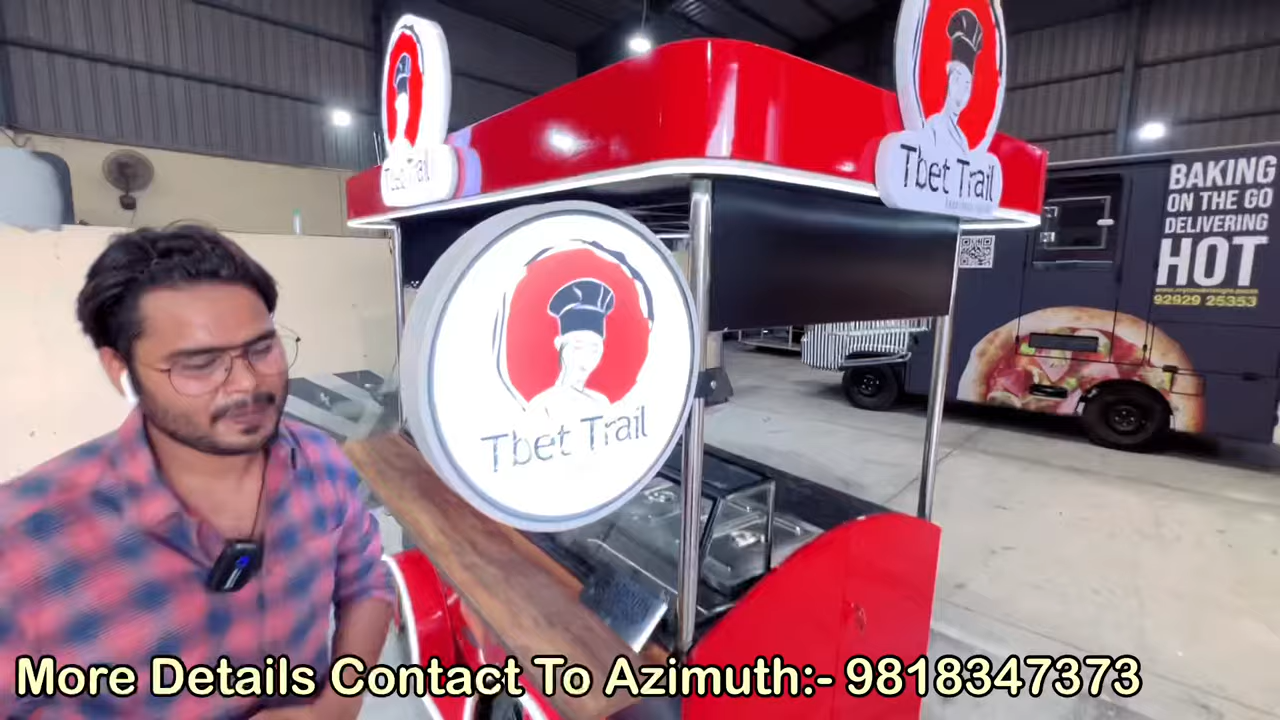 Tbet Trail
Tbet Trail
Tbet Trail
BAKING
ON THE GO
DELIVERING
HOT
92929 25353
More Details Contact To Azimuth:- 9818347373